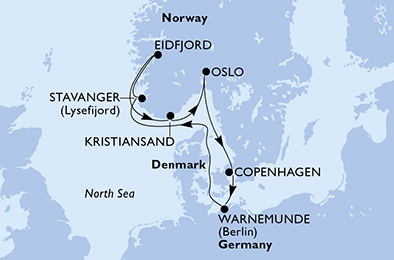 Norway
EIDFJORD
OSLO
STAVANGER
(Lysefijord)
KRISTIANSAND
Denmark
COPENHAGEN
North Sea
WARNEMUNDE
(Berlin)
Germany